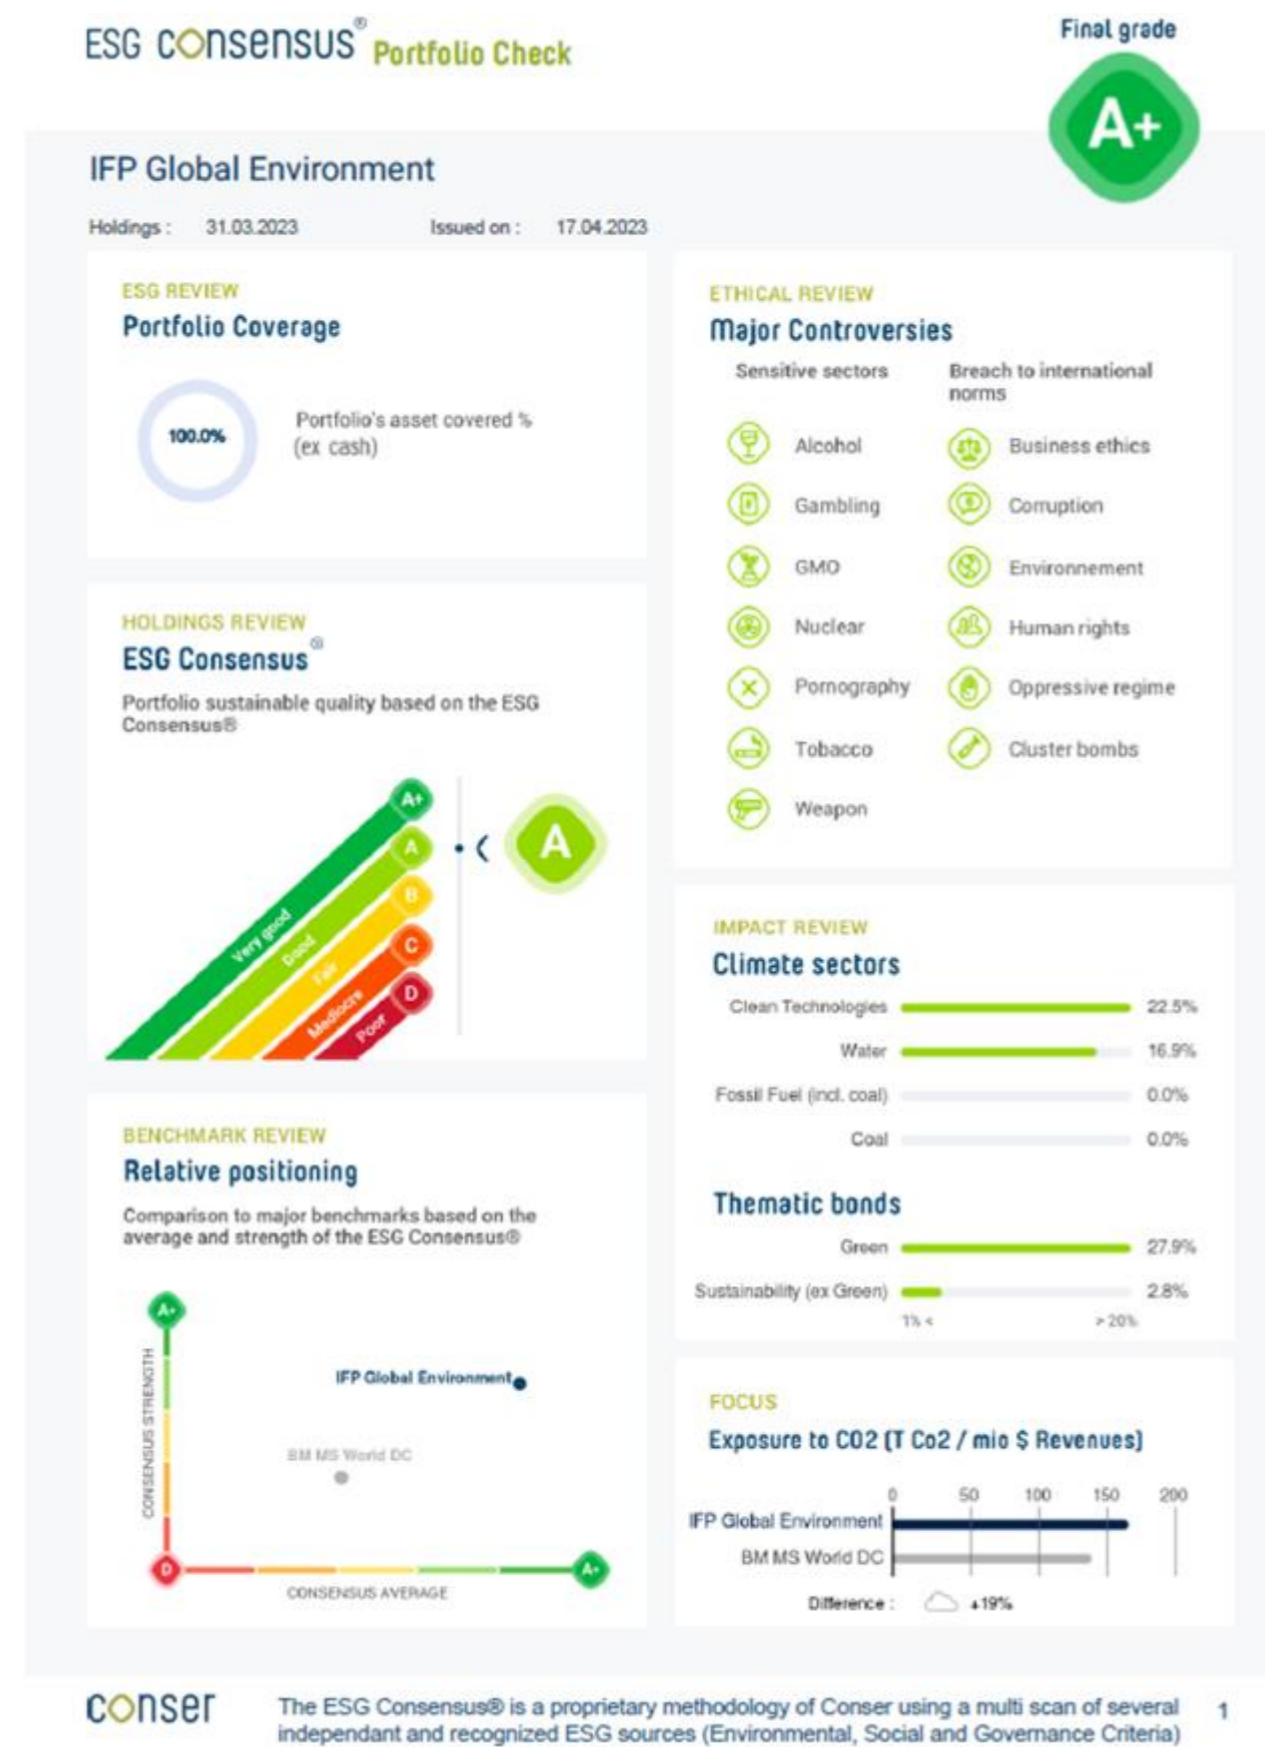 ESG consensus® Portfolio Check
Final grade
A+
IFP Global Environment
Holdings : 31.03.2023 Issued on : 17.04.2023
ESG REVIEW
Portfolio Coverage
100.0%
Portfolio's asset covered %
(ex cash)
HOLDINGS REVIEW
ESG Consensus®
Portfolio sustainable quality based on the ESG
Consensus®
A+
A
B
C
D
Very good
Good
Fair
Mediocre
Poor
A
BENCHMARK REVIEW
Relative positioning
Comparison to major benchmarks based on the
average and strength of the ESG Consensus®
A+
CONSENSUS STRENGTH
IFP Global Environment
BM MS World DC
D
A+
CONSENSUS AVERAGE
ETHICAL REVIEW
Major Controversies
Sensitive sectors
Breach to international
norms
Alcohol
Business ethics
Gambling
Corruption
GMO
Environnement
Nuclear
Human rights
Pornography
Oppressive regime
Tobacco
Cluster bombs
Weapon
IMPACT REVIEW
Climate sectors
Clean Technologies 22.5%
Water 16.9%
Fossil Fuel (incl. coal) 0.0%
Coal 0.0%
Thematic bonds
Green 27.9%
Sustainability (ex Green) 2.8%
1% < > 20%
FOCUS
Exposure to CO2 (T Co2 / mio $ Revenues)
0 50 100 150 200
IFP Global Environment
BM MS World DC
Difference : +19%
conser
The ESG Consensus® is a proprietary methodology of Conser using a multi scan of several
independant and recognized ESG sources (Environmental, Social and Governance Criteria)
1